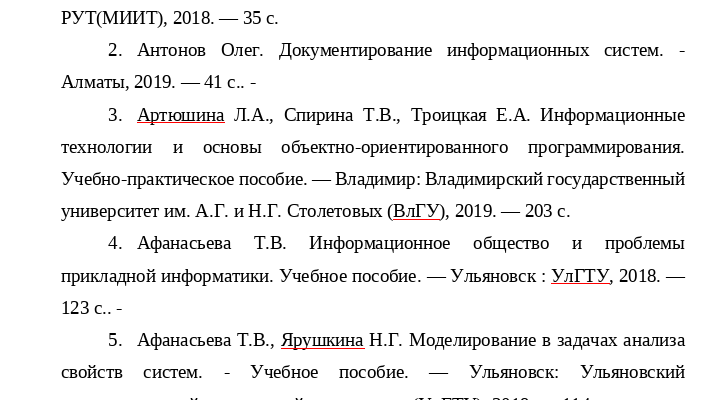 РУТ(МИИТ), 2018. — 35 с.
2. Антонов Олег. Документирование информационных систем. -
Алматы, 2019. — 41 с.. -
3. Артюшина Л.А., Спирина Т.В., Троицкая Е.А. Информационные
технологии и основы объектно-ориентированного программирования.
Учебно-практическое пособие. — Владимир: Владимирский государственный
университет им. А.Г. и Н.Г. Столетовых (ВлГУ), 2019. — 203 с.
4. Афанасьева Т.В. Информационное общество и проблемы
прикладной информатики. Учебное пособие. — Ульяновск : УлГТУ, 2018. —
123 с.. -
5. Афанасьева Т.В., Ярушкина Н.Г. Моделирование в задачах анализа
свойств систем. - Учебное пособие. — Ульяновск: Ульяновский